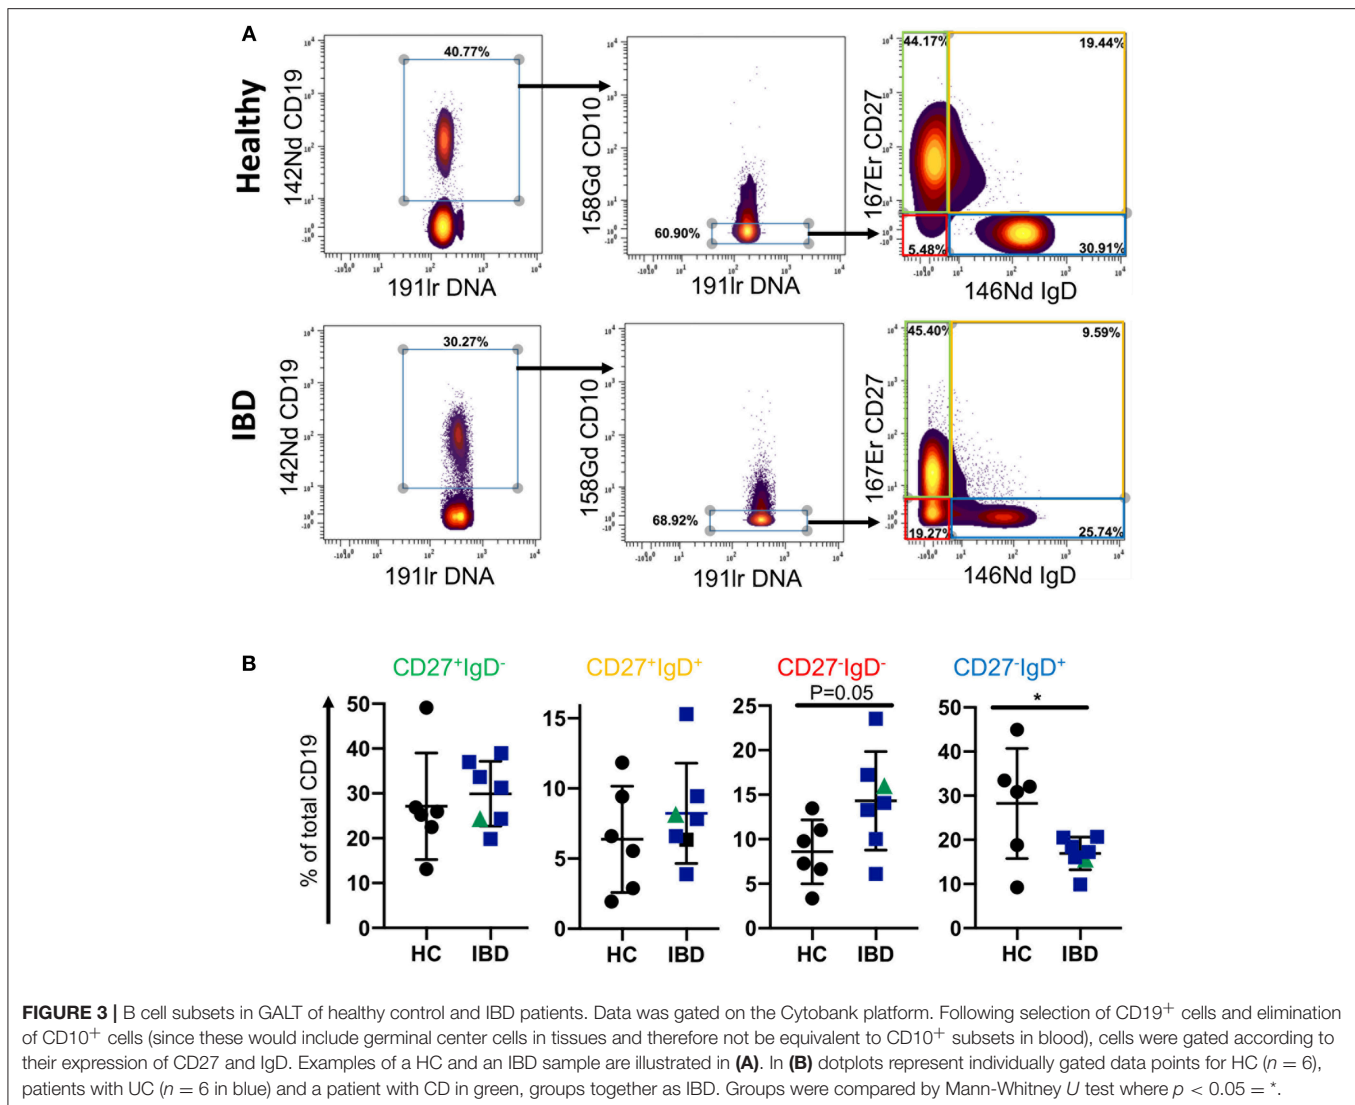 A
Healthy
40.77%
142Nd CD19
191Ir DNA
158Gd CD10
60.90%
191Ir DNA
44.17%
19.44%
167Er CD27
5.48%
30.91%
146Nd IgD
IBD
30.27%
142Nd CD19
191Ir DNA
158Gd CD10
68.92%
191Ir DNA
45.40%
9.59%
167Er CD27
19.27%
25.74%
146Nd IgD
B
CD27⁺IgD⁻
CD27⁺IgD⁺
CD27⁻IgD⁻
CD27⁻IgD⁺
P=0.05
*
% of total CD19
50
40
30
20
10
0
HC IBD
15
10
5
0
HC IBD
25
20
15
10
5
0
HC IBD
50
40
30
20
10
0
HC IBD
FIGURE 3 | B cell subsets in GALT of healthy control and IBD patients. Data was gated on the Cytobank platform. Following selection of CD19⁺ cells and elimination
of CD10⁺ cells (since these would include germinal center cells in tissues and therefore not be equivalent to CD10⁺ subsets in blood), cells were gated according to
their expression of CD27 and IgD. Examples of a HC and an IBD sample are illustrated in (A). In (B) dotplots represent individually gated data points for HC (n = 6),
patients with UC (n = 6 in blue) and a patient with CD in green, groups together as IBD. Groups were compared by Mann-Whitney U test where p < 0.05 = *.